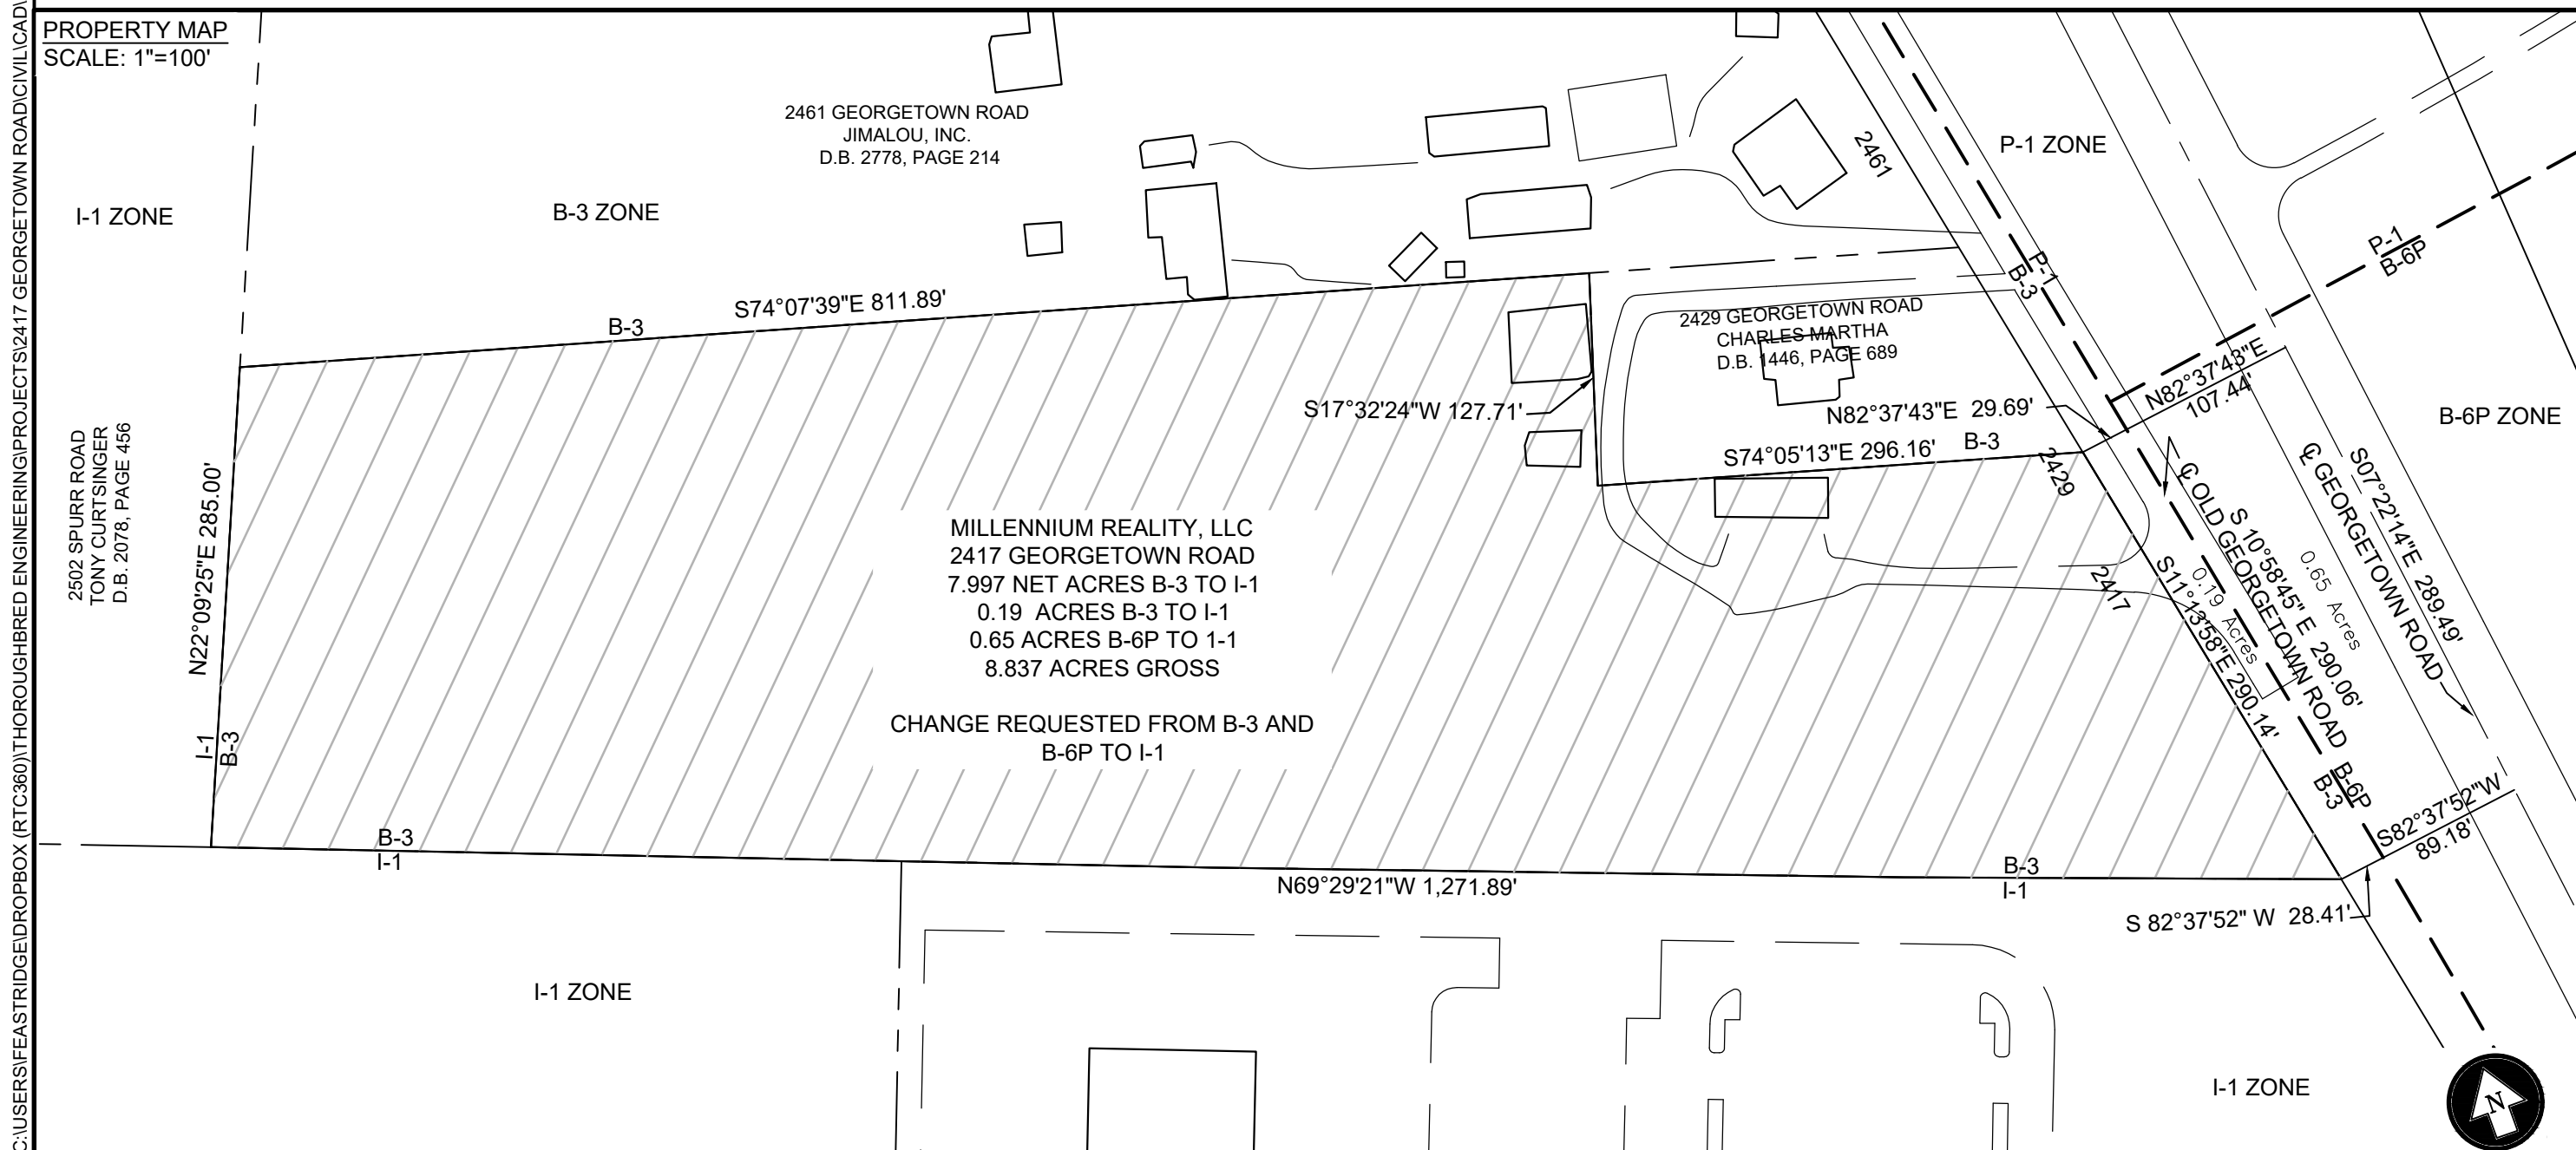 C:\USERS\FEASTRIDGE\DROPBOX (RTC360)\THOROUGHBRED ENGINEERING\PROJECTS\2417 GEORGETOWN ROAD\CIVIL\CAD\
PROPERTY MAP
SCALE: 1"=100'
2461 GEORGETOWN ROAD
JIMALOU, INC.
D.B. 2778, PAGE 214
I-1 ZONE
B-3 ZONE
2461
P-1 ZONE
P-1
B-6P
P-1
B-3
S74°07'39"E 811.89'
B-3
2429 GEORGETOWN ROAD
CHARLES MARTHA
D.B. 1446, PAGE 689
S17°32'24"W 127.71'
N82°37'43"E 29.69'
N82°37'43"E
107.44'
B-6P ZONE
S74°05'13"E 296.16'
B-3
2429
2502 SPURR ROAD
TONY CURTSINGER
D.B. 2078, PAGE 456
N22°09'25"E 285.00'
I-1
B-3
MILLENNIUM REALITY, LLC
2417 GEORGETOWN ROAD
7.997 NET ACRES B-3 TO I-1
0.19 ACRES B-3 TO I-1
0.65 ACRES B-6P TO 1-1
8.837 ACRES GROSS
CHANGE REQUESTED FROM B-3 AND
B-6P TO I-1
2417
S11°13'58"E 290.14'
0.19 Acres
℄ OLD GEORGETOWN ROAD
S 10°58'45" E 290.06'
0.65 Acres
℄ GEORGETOWN ROAD
S07°22'14"E 289.49'
B-6P
B-3
S82°37'52"W
89.18'
B-3
I-1
N69°29'21"W 1,271.89'
B-3
I-1
S 82°37'52" W 28.41'
I-1 ZONE
I-1 ZONE
N